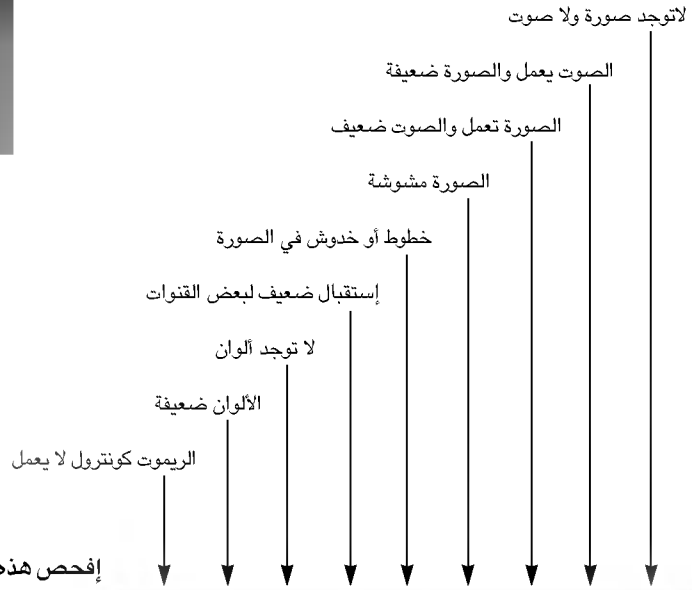 لاتوجد صورة ولا صوت
الصوت يعمل والصورة ضعيفة
الصورة تعمل والصوت ضعيف
الصورة مشوشة
خطوط أو خدوش في الصورة
إستقبال ضعيف لبعض القنوات
لا توجد ألوان
الألوان ضعيفة
الريموت كونترول لا يعمل
إفحص هذه